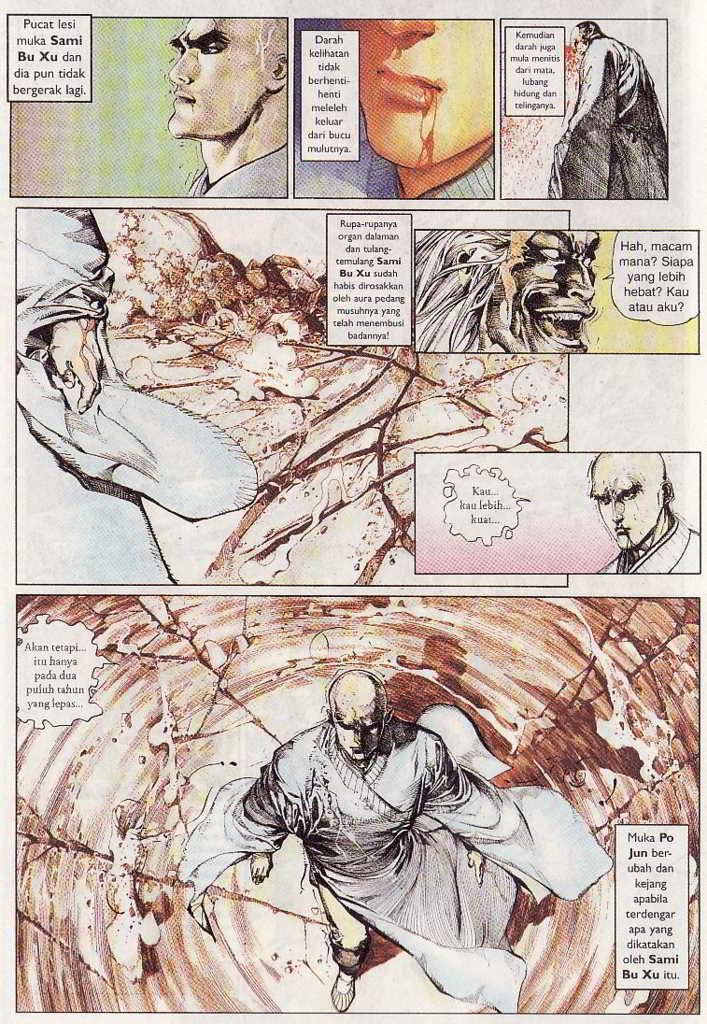 Pucat lesi
muka Sami
Bu Xu dan
dia pun tidak
bergerak lagi.
Darah
kelihatan
tidak
berhenti-
henti
meleleh
keluar
dari bucu
mulutnya.
Kemudian
darah juga
mula menitis
dari mata,
lubang
hidung dan
telinganya.
Rupa-rupanya
organ dalaman
dan tulang-
temulang Sami
Bu Xu sudah
habis dirosakkan
oleh aura pedang
musuhnya yang
telah menembusi
badannya!
Hah, macam
mana? Siapa
yang lebih
hebat? Kau
atau aku?
Kau...
kau lebih...
kuat...
Akan tetapi...
itu hanya
pada dua
puluh tahun
yang lepas...
Muka Po
Jun ber-
ubah dan
kejang
apabila
terdengar
apa yang
dikatakan
oleh Sami
Bu Xu itu.